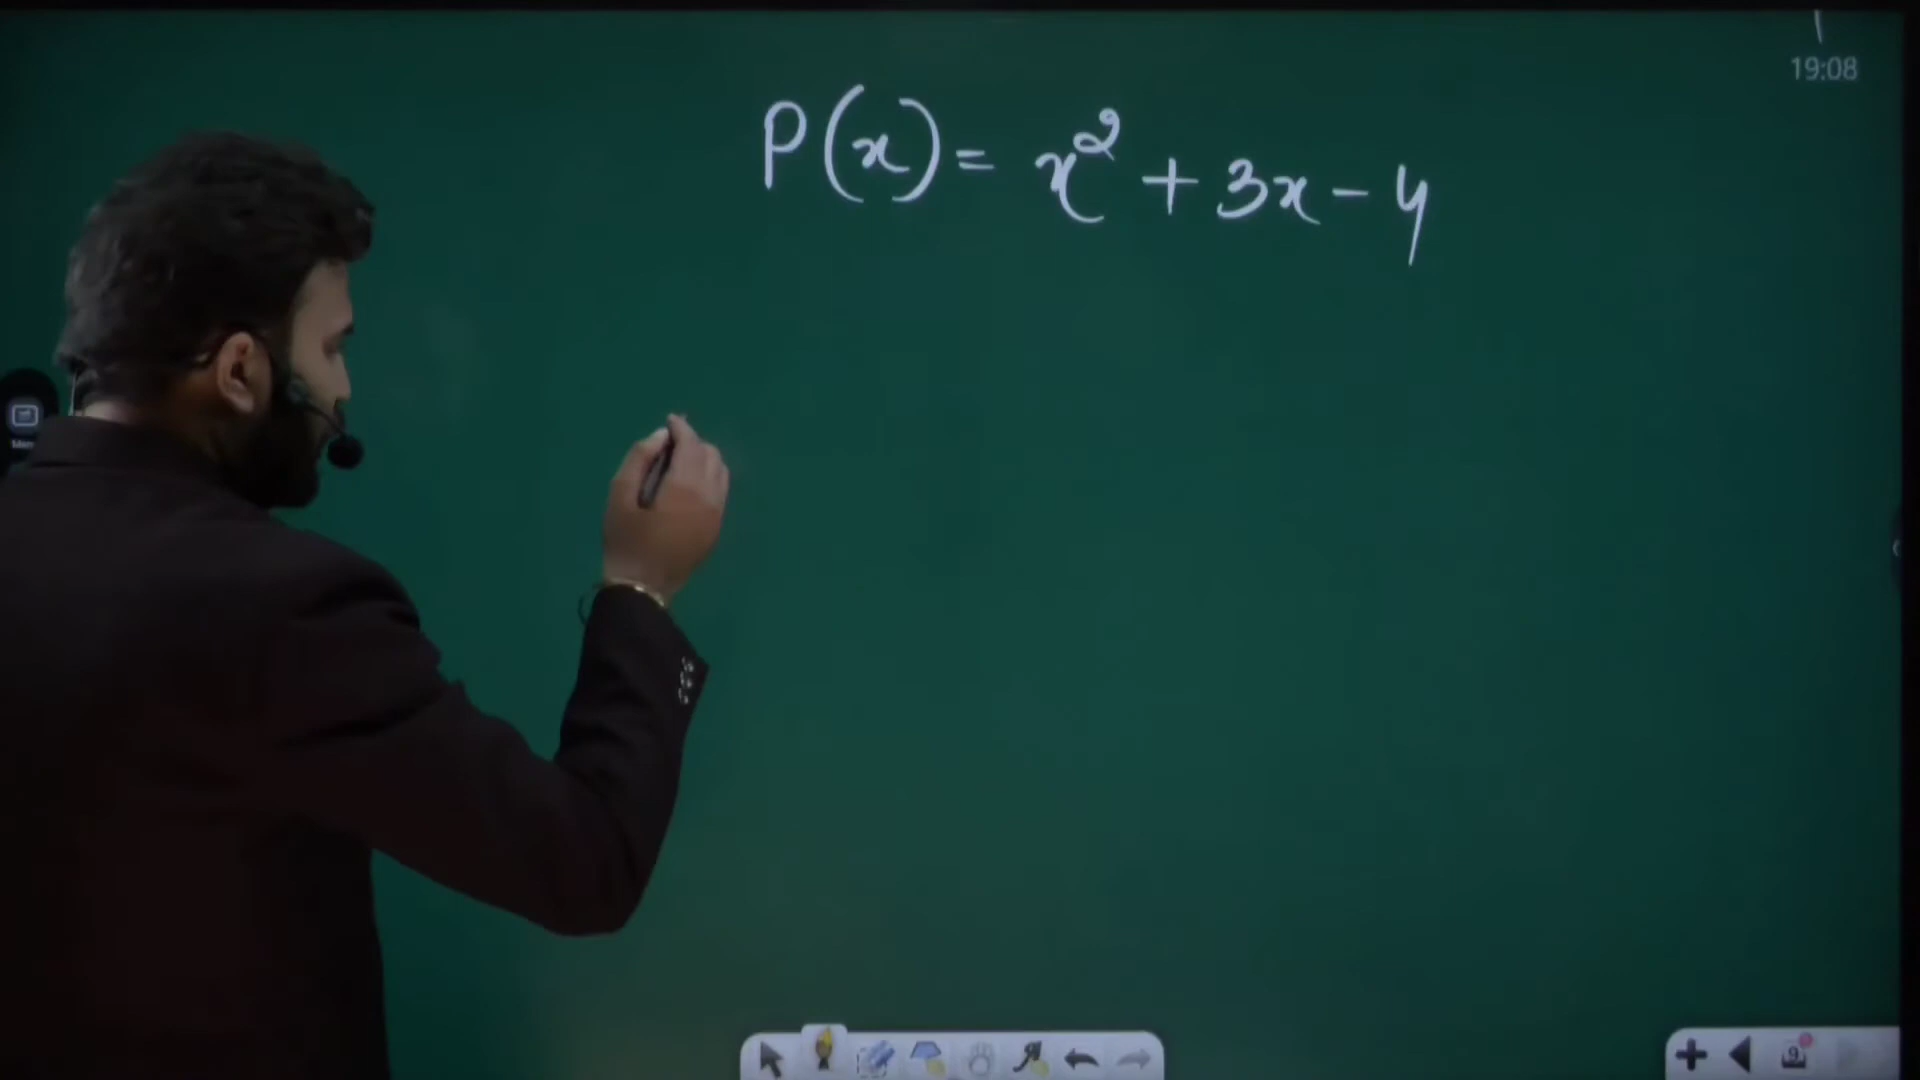 19:08
P(x) = x² + 3x - 4